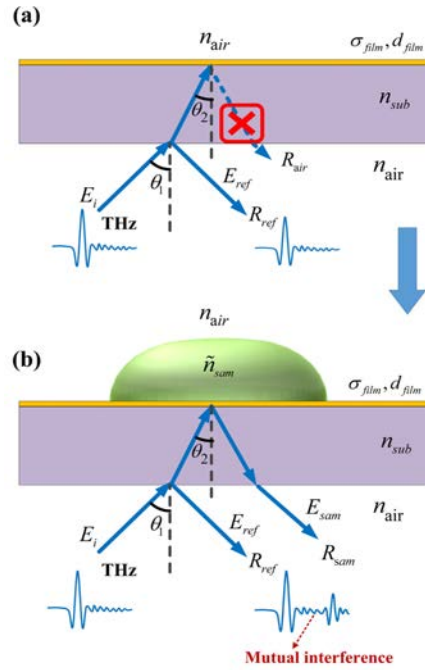 (a)
n_air
σ_film, d_film
n_sub
θ_2
R_air
n_air
E_i
θ_1
E_ref
THz
R_ref
n_air
(b)
ñ_sam
σ_film, d_film
n_sub
θ_2
n_air
E_sam
E_i
θ_1
E_ref
R_sam
THz
R_ref
Mutual interference